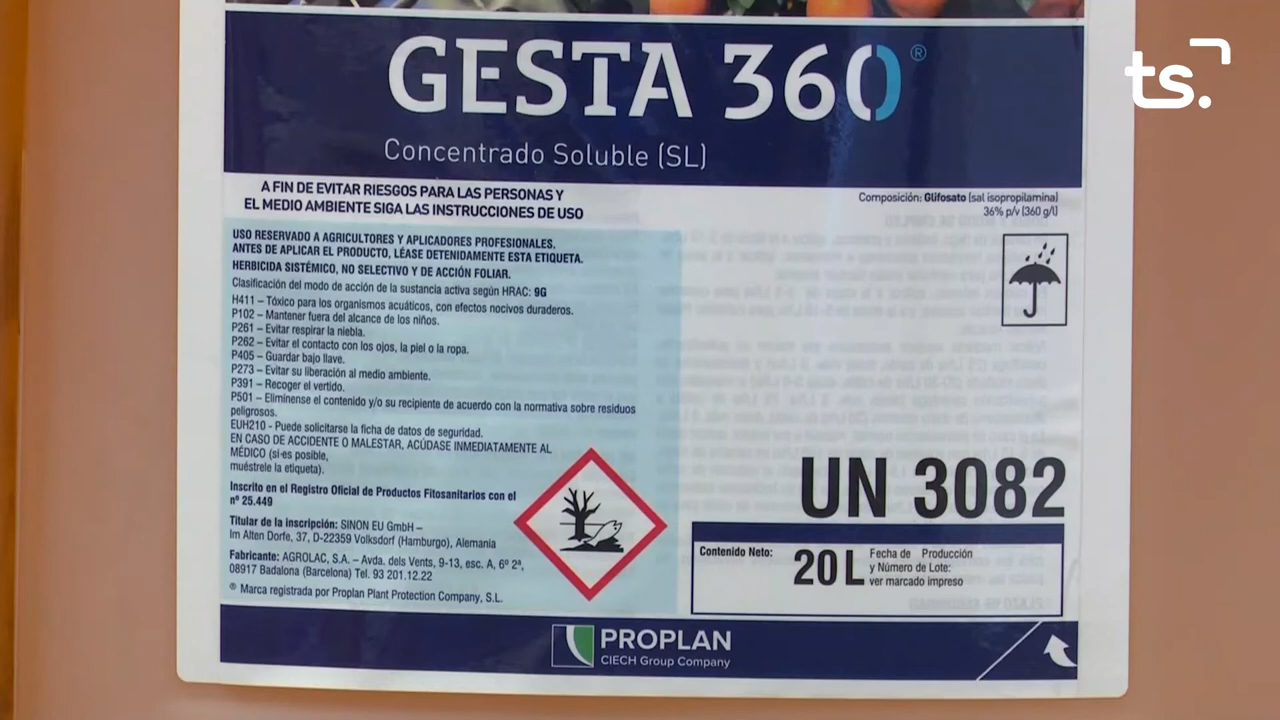 ts.
GESTA 360®
Concentrado Soluble (SL)
A FIN DE EVITAR RIESGOS PARA LAS PERSONAS Y
EL MEDIO AMBIENTE SIGA LAS INSTRUCCIONES DE USO
Composición: Glifosato (sal isopropilamina)
36% p/v (360 g/l)
USO RESERVADO A AGRICULTORES Y APLICADORES PROFESIONALES.
ANTES DE APLICAR EL PRODUCTO, LÉASE DETENIDAMENTE ESTA ETIQUETA.
HERBICIDA SISTÉMICO, NO SELECTIVO Y DE ACCIÓN FOLIAR.
Clasificación del modo de acción de la sustancia activa según HRAC: 9G
H411 – Tóxico para los organismos acuáticos, con efectos nocivos duraderos.
P102 – Mantener fuera del alcance de los niños.
P261 – Evitar respirar la niebla.
P262 – Evitar el contacto con los ojos, la piel o la ropa.
P405 – Guardar bajo llave.
P273 – Evitar su liberación al medio ambiente.
P391 – Recoger el vertido.
P501 – Elimínense el contenido y/o su recipiente de acuerdo con la normativa sobre residuos
peligrosos.
EUH210 - Puede solicitarse la ficha de datos de seguridad.
EN CASO DE ACCIDENTE O MALESTAR, ACÚDASE INMEDIATAMENTE AL
MÉDICO (si es posible,
muéstrele la etiqueta).
Inscrito en el Registro Oficial de Productos Fitosanitarios con el
nº 25.449
Titular de la inscripción: SINON EU GmbH –
Im Alten Dorfe, 37, D-22359 Volksdorf (Hamburgo), Alemania
Fabricante: AGROLAC, S.A. – Avda. dels Vents, 9-13, esc. A, 6º 2ª,
08917 Badalona (Barcelona) Tel. 93 201.12.22
® Marca registrada por Proplan Plant Protection Company, S.L.
UN 3082
Contenido Neto: 20 L
Fecha de Producción
y Número de Lote:
ver marcado impreso
PROPLAN
CIECH Group Company